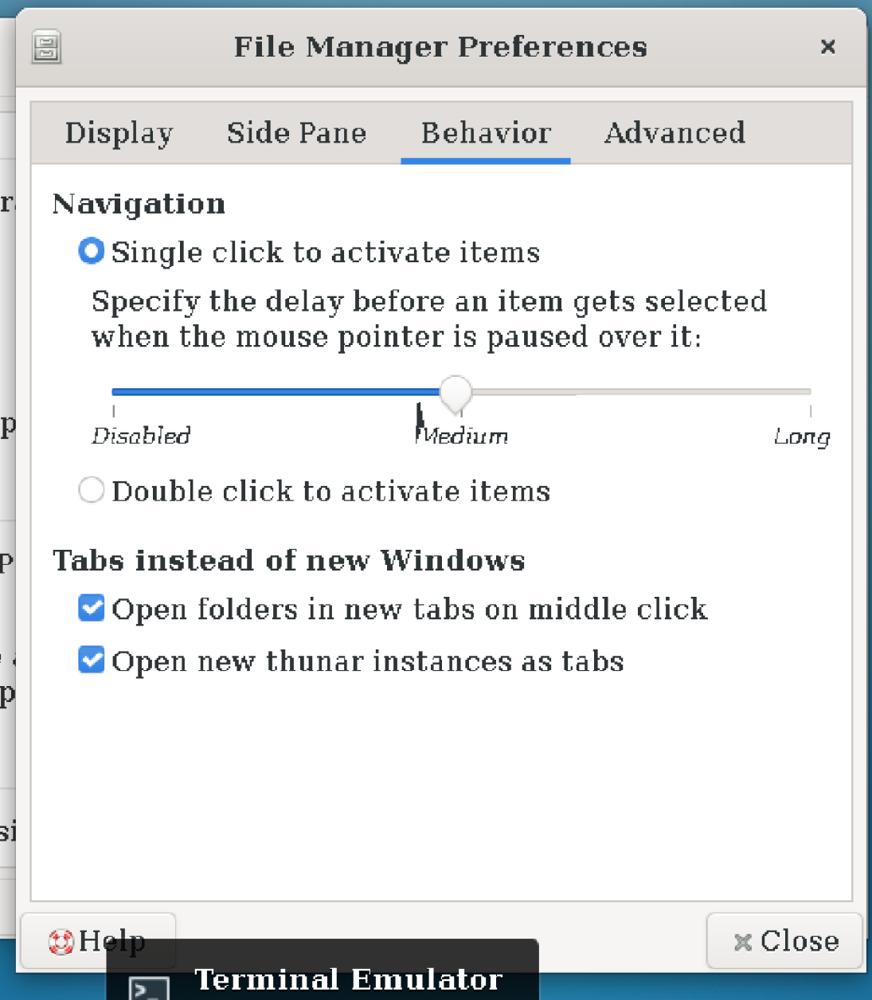 File Manager Preferences
Display Side Pane Behavior Advanced
Navigation
Single click to activate items
Specify the delay before an item gets selected
when the mouse pointer is paused over it:
Disabled Medium Long
Double click to activate items
Tabs instead of new Windows
Open folders in new tabs on middle click
Open new thunar instances as tabs
Help Close
Terminal Emulator